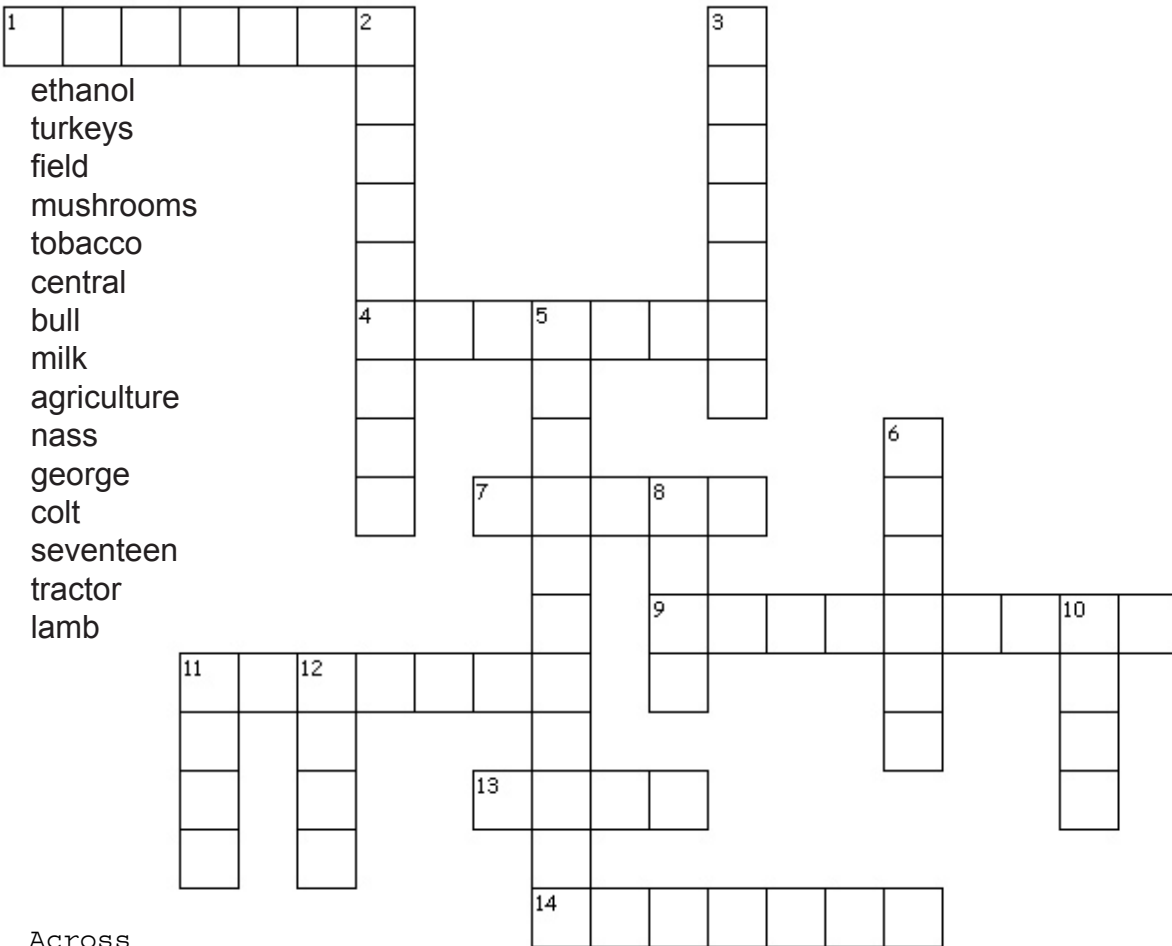 1 2 3
ethanol
turkeys
field
mushrooms
tobacco
central
bull
milk
agriculture
nass
george
colt
seventeen
tractor
lamb
4 5
6
7 8
9 10
11 12
13
14
Across